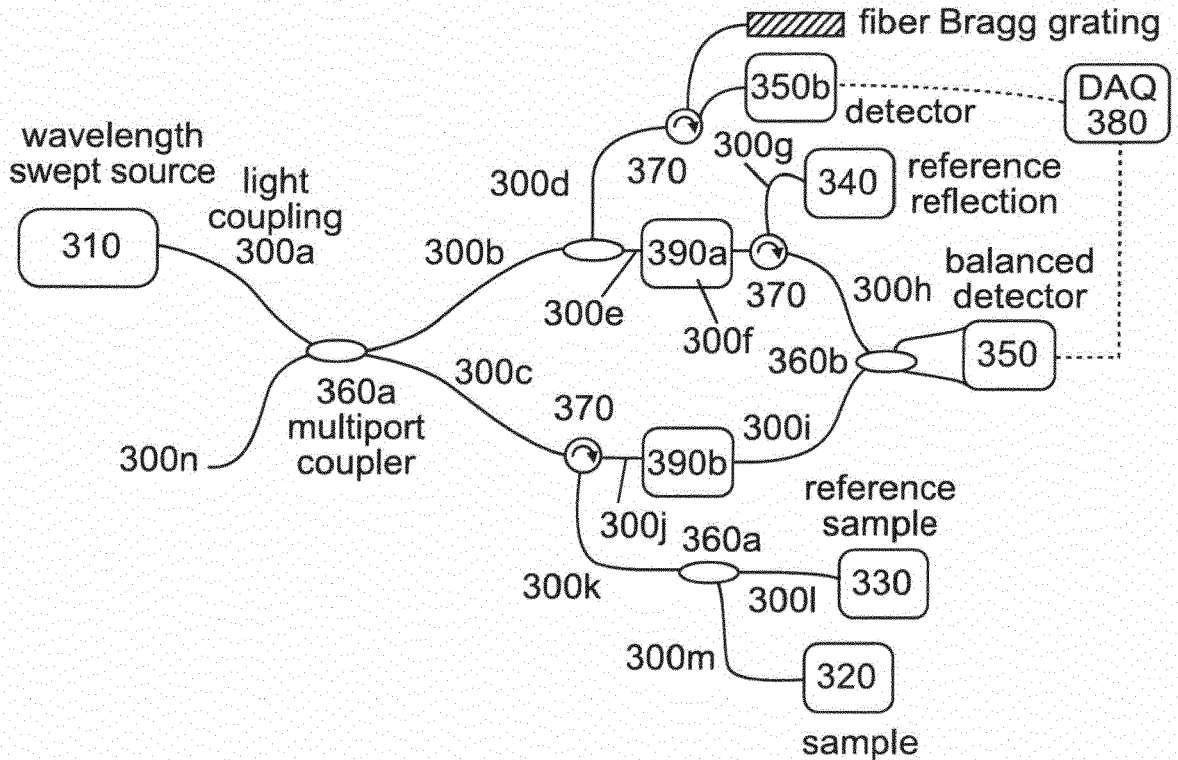 fiber Bragg grating
350b
detector
DAQ
380
wavelength
swept source
310
light
coupling
300a
300d
370
300g
340
reference
reflection
300b
390a
300e
300f
370
300h
balanced
detector
350
360b
300c
360a
multiport
coupler
300n
370
390b
300i
300j
reference
sample
360a
300k
300l
330
300m
320
sample